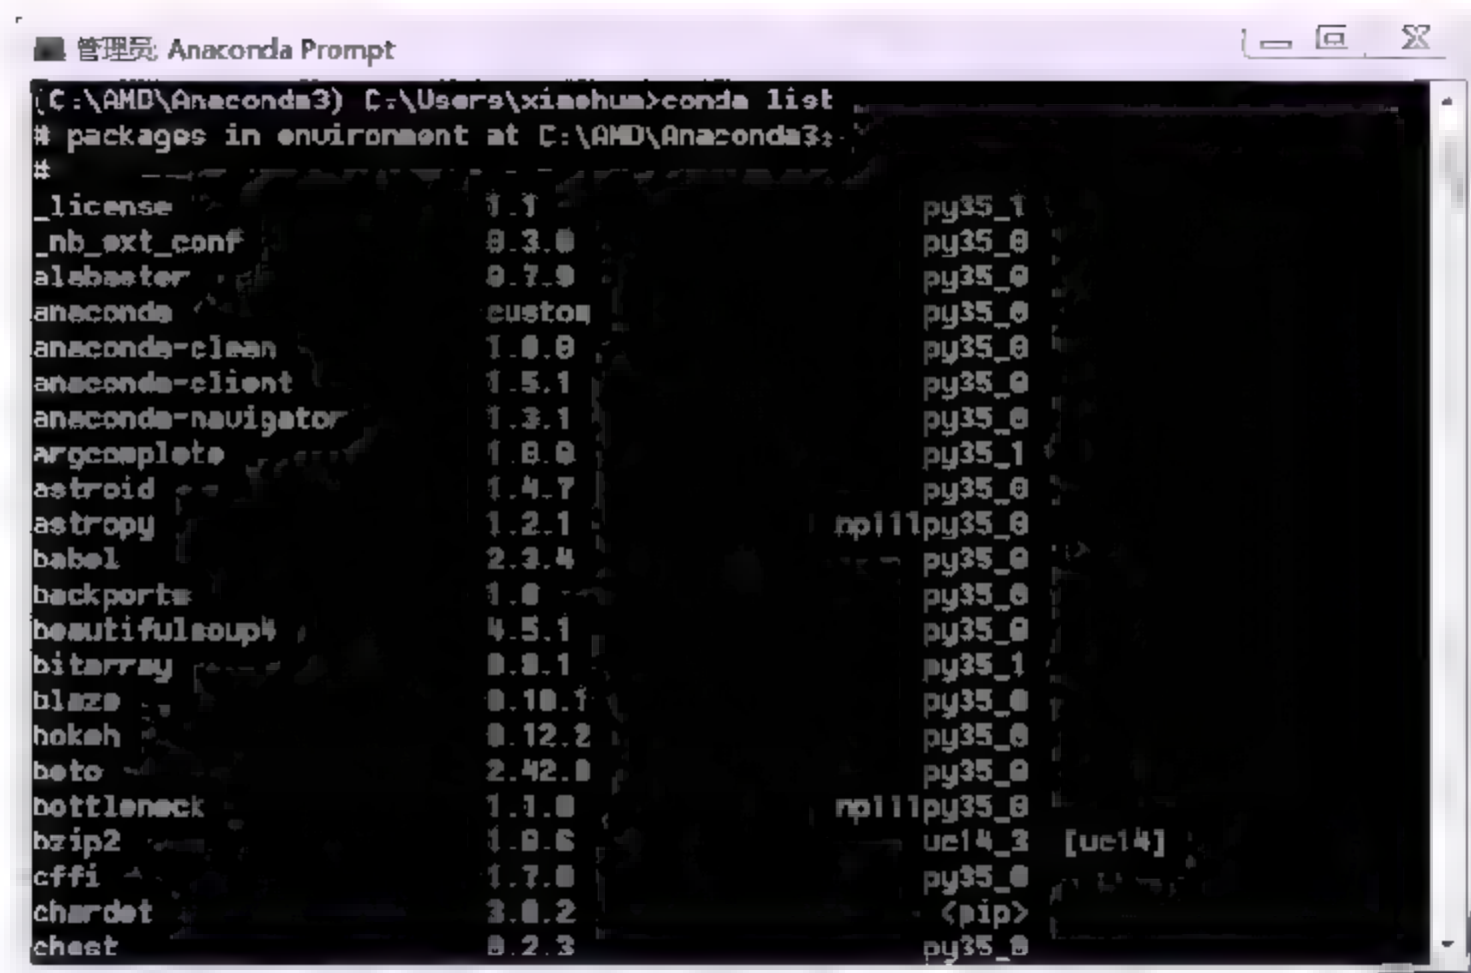 管理员: Anaconda Prompt
(C:\AMD\Anaconda3) C:\Users\xiaohua>conda list
# packages in environment at C:\AMD\Anaconda3:
#
_license 1.1 py35_1
_nb_ext_conf 0.3.0 py35_0
alabaster 0.7.9 py35_0
anaconda custom py35_0
anaconda-clean 1.0.0 py35_0
anaconda-client 1.5.1 py35_0
anaconda-navigator 1.3.1 py35_0
argcomplete 1.0.0 py35_1
astroid 1.4.7 py35_0
astropy 1.2.1 np111py35_0
babel 2.3.4 py35_0
backports 1.0 py35_0
beautifulsoup4 4.5.1 py35_0
bitarray 0.8.1 py35_1
blaze 0.10.1 py35_0
bokeh 0.12.2 py35_0
boto 2.42.0 py35_0
bottleneck 1.1.0 np111py35_0
bzip2 1.0.6 vc14_3 [vc14]
cffi 1.7.0 py35_0
chardet 3.0.2 <pip>
chest 0.2.3 py35_0